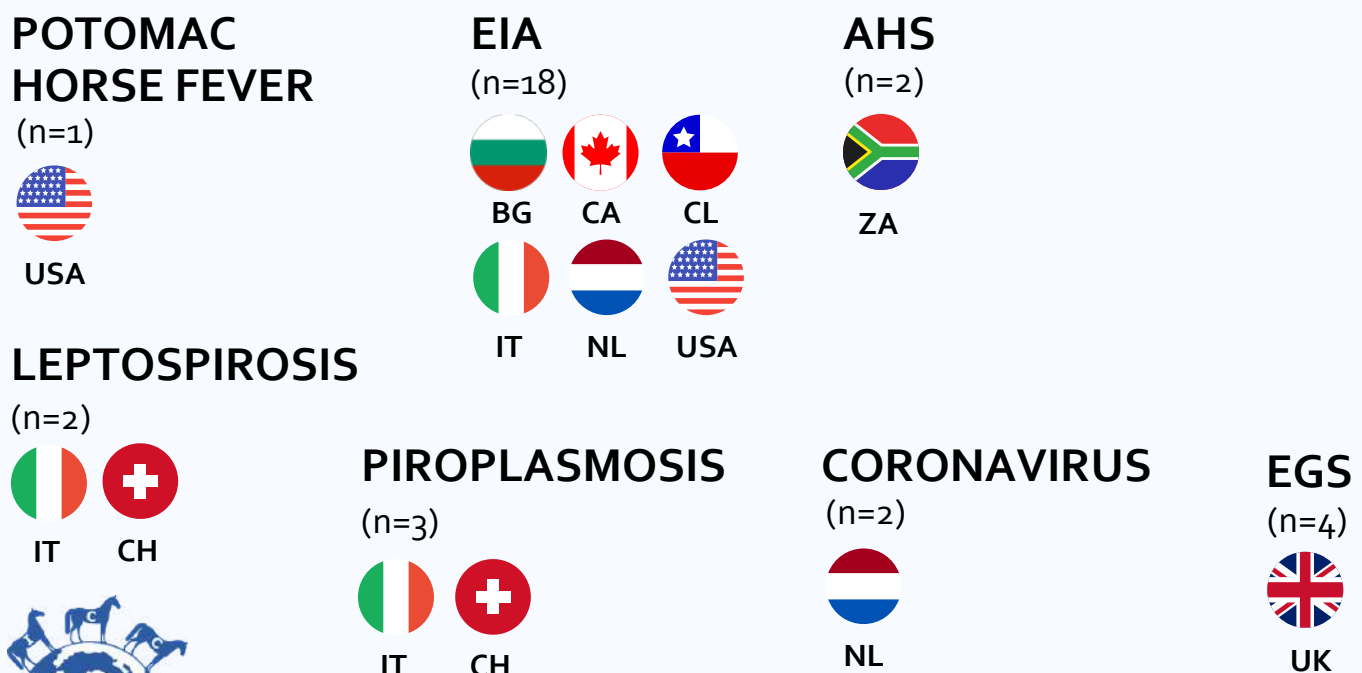 POTOMAC
HORSE FEVER
(n=1)
USA
EIA
(n=18)
BG CA CL
IT NL USA
AHS
(n=2)
ZA
LEPTOSPIROSIS
(n=2)
IT CH
PIROPLASMOSIS
(n=3)
IT CH
CORONAVIRUS
(n=2)
NL
EGS
(n=4)
UK
C